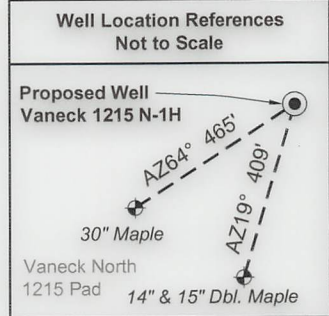 Well Location References
Not to Scale
Proposed Well
Vaneck 1215 N-1H
AZ64° 465'
AZ19° 409'
30" Maple
Vaneck North
1215 Pad
14" & 15" Dbl. Maple